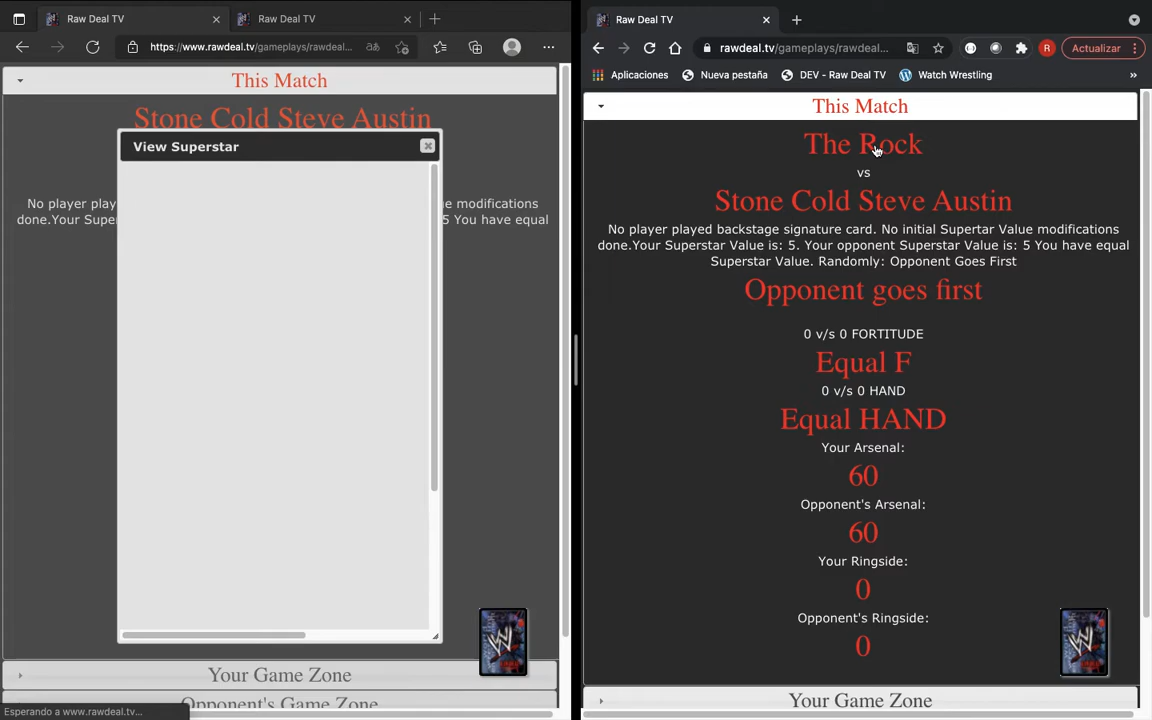 Raw Deal TV
Raw Deal TV
https://www.rawdeal.tv/gameplays/rawdeal...
This Match
Stone Cold Steve Austin
View Superstar
No player play
e modifications
done.Your Supe
5 You have equal
Your Game Zone
Opponent's Game Zone
Esperando a www.rawdeal.tv...
Raw Deal TV
rawdeal.tv/gameplays/rawdeal...
R
Actualizar
Aplicaciones
Nueva pestaña
DEV - Raw Deal TV
Watch Wrestling
»
This Match
The Rock
vs
Stone Cold Steve Austin
No player played backstage signature card. No initial Supertar Value modifications
done.Your Superstar Value is: 5. Your opponent Superstar Value is: 5 You have equal
Superstar Value. Randomly: Opponent Goes First
Opponent goes first
0 v/s 0 FORTITUDE
Equal F
0 v/s 0 HAND
Equal HAND
Your Arsenal:
60
Opponent's Arsenal:
60
Your Ringside:
0
Opponent's Ringside:
0
Your Game Zone